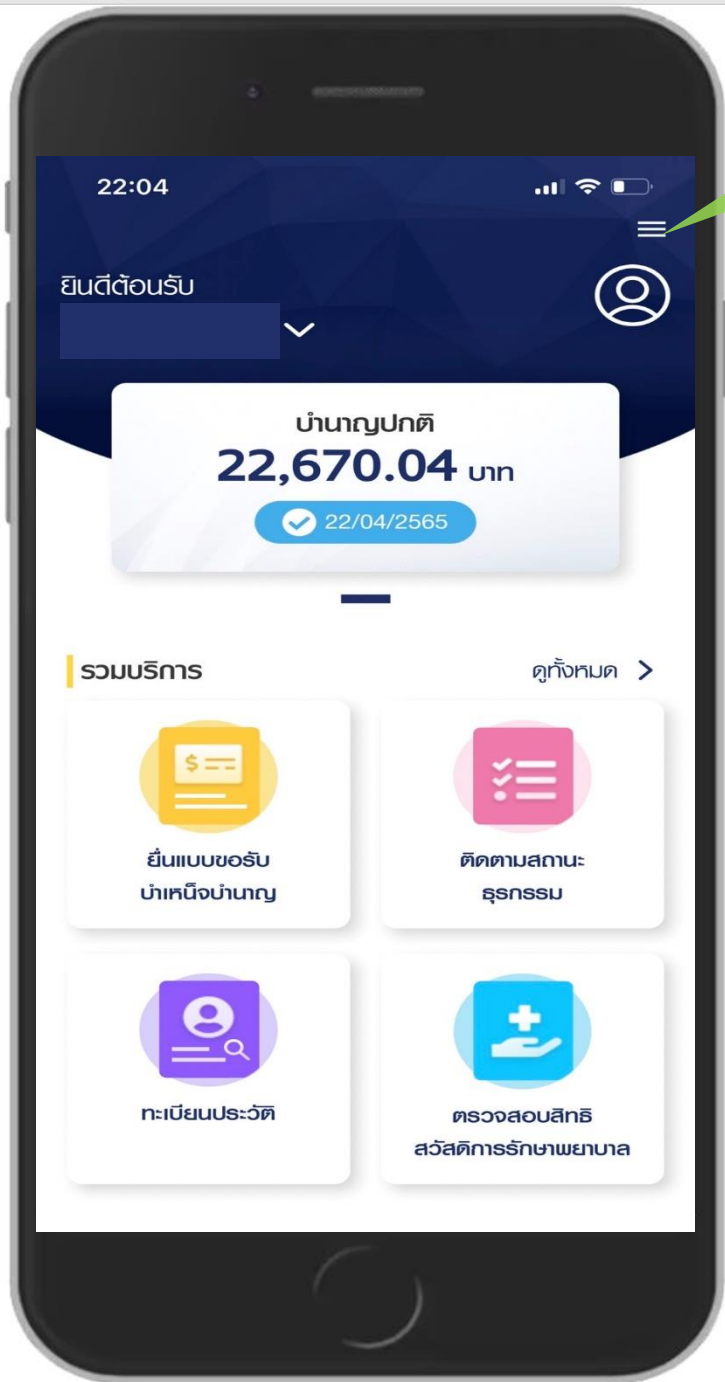 22:04
ยินดีต้อนรับ
บำนาญปกติ
22,670.04 บาท
22/04/2565
รวมบริการ
ดูทั้งหมด
ยื่นแบบขอรับ
บำเหน็จบำนาญ
ติดตามสถานะ
ธุรกรรม
ทะเบียนประวัติ
ตรวจสอบสิทธิ
สวัสดิการรักษาพยาบาล